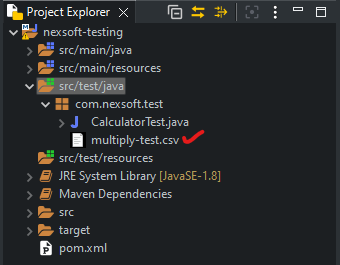 Project Explorer
nexsoft-testing
src/main/java
src/main/resources
src/test/java
com.nexsoft.test
CalculatorTest.java
multiply-test.csv
src/test/resources
JRE System Library [JavaSE-1.8]
Maven Dependencies
src
target
pom.xml